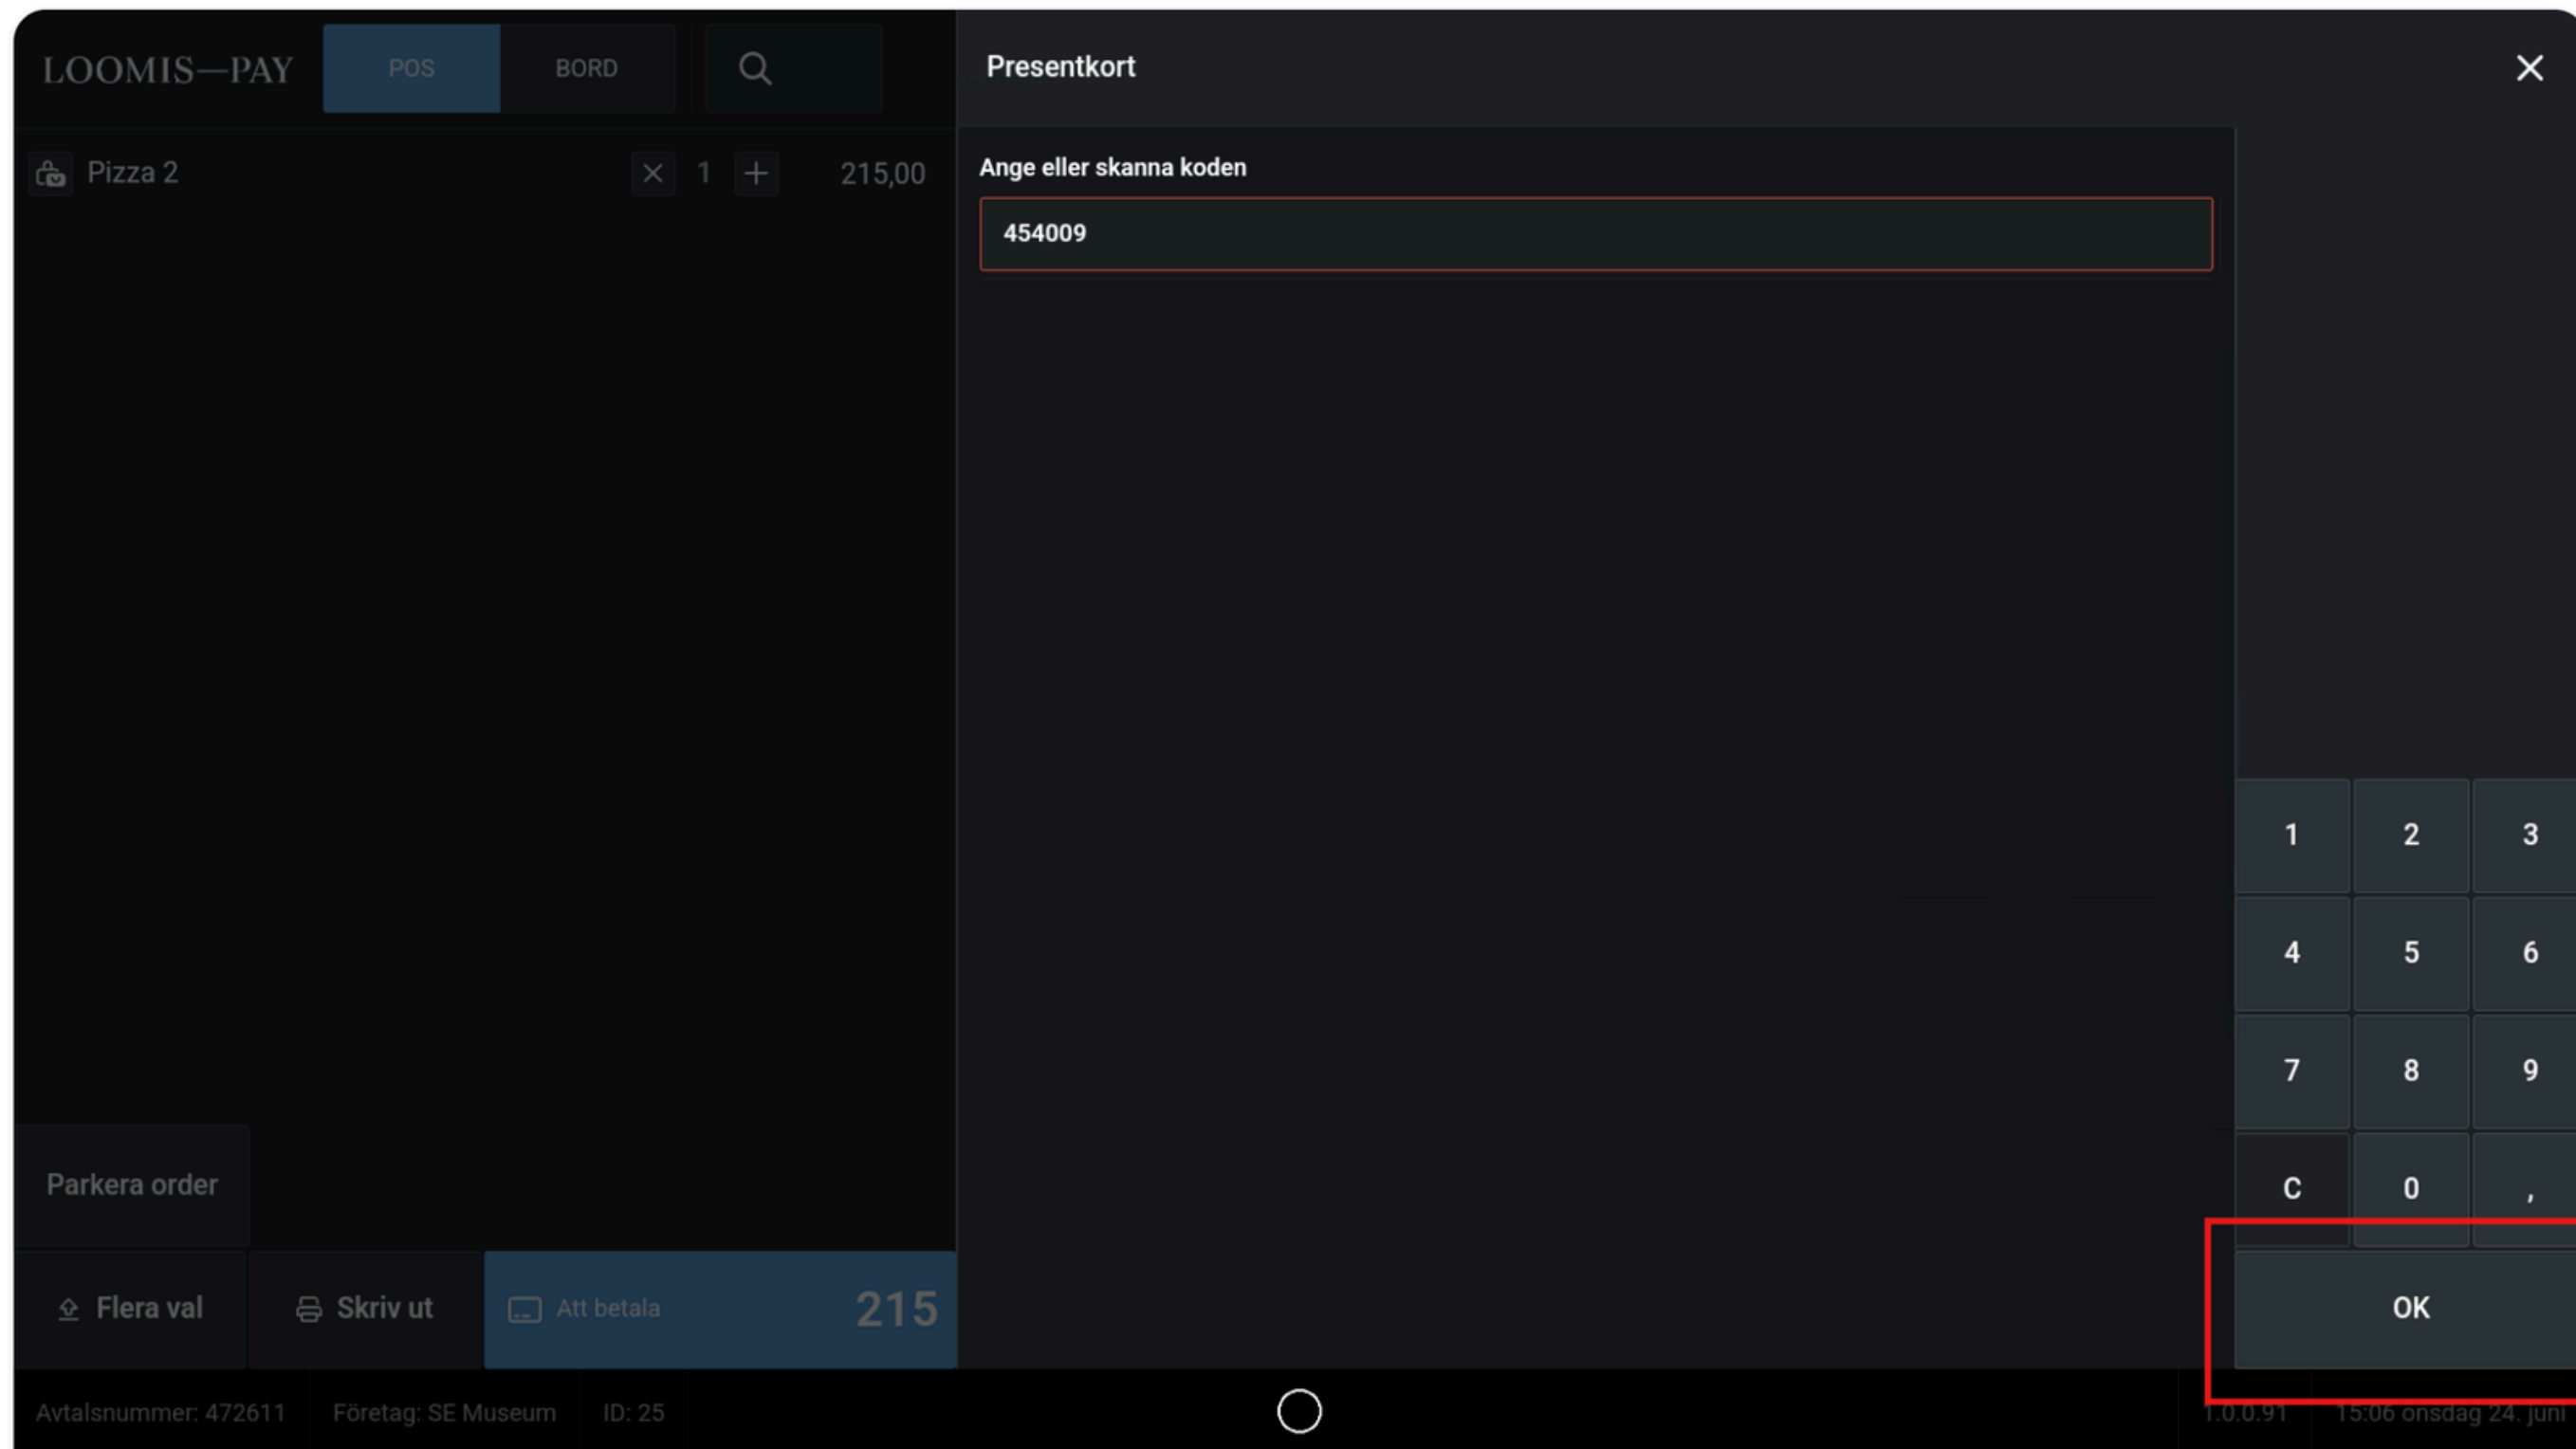 LOOMIS—PAY
POS
BORD
Pizza 2
1
215,00
Parkera order
Flera val
Skriv ut
Att betala
215
Presentkort
Ange eller skanna koden
454009
1 2 3
4 5 6
7 8 9
C 0 ,
OK
Avtalsnummer: 472611
Företag: SE Museum
ID: 25
1.0.0.91
15:06 onsdag 24. juni